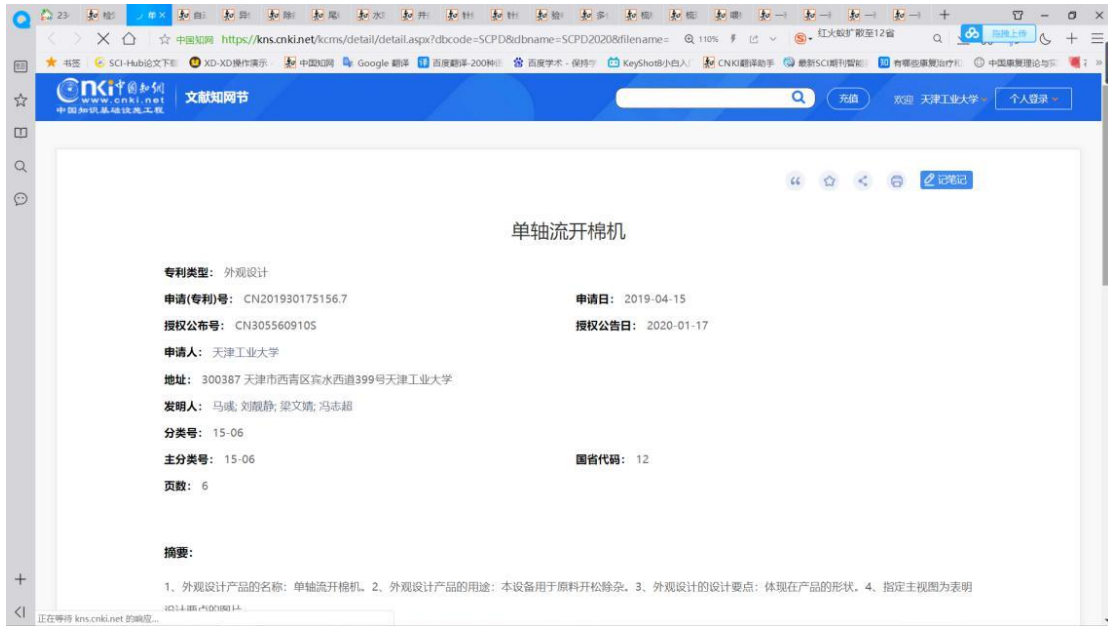 中国知网 https://kns.cnki.net/kcms/detail/detail.aspx?dbcode=SCPD&dbname=SCPD2020&filename= 110% 红火蚁扩散至12省 拖拽上传
书签 SCI-Hub论文下 XD-XD操作演示 中国知网 Google 翻译 百度翻译-200种 百度学术 - 保持学 KeyShot8小白入 CNKI翻译助手 最新SCI期刊智能 有哪些康复治疗 中国康复理论与实
CNKI 中国知网
www.cnki.net
中国知识基础设施工程
文献知网节 充值 欢迎 天津工业大学 个人登录
记笔记
单轴流开棉机
专利类型: 外观设计
申请(专利)号: CN201930175156.7 申请日: 2019-04-15
授权公布号: CN305560910S 授权公告日: 2020-01-17
申请人: 天津工业大学
地址: 300387 天津市西青区宾水西道399号天津工业大学
发明人: 马彧; 刘靓静; 梁文婧; 冯志超
分类号: 15-06
主分类号: 15-06 国省代码: 12
页数: 6
摘要:
1、外观设计产品的名称: 单轴流开棉机。2、外观设计产品的用途: 本设备用于原料开松除杂。3、外观设计的设计要点: 体现在产品的形状。4、指定主视图为表明
正在等待 kns.cnki.net 的响应...